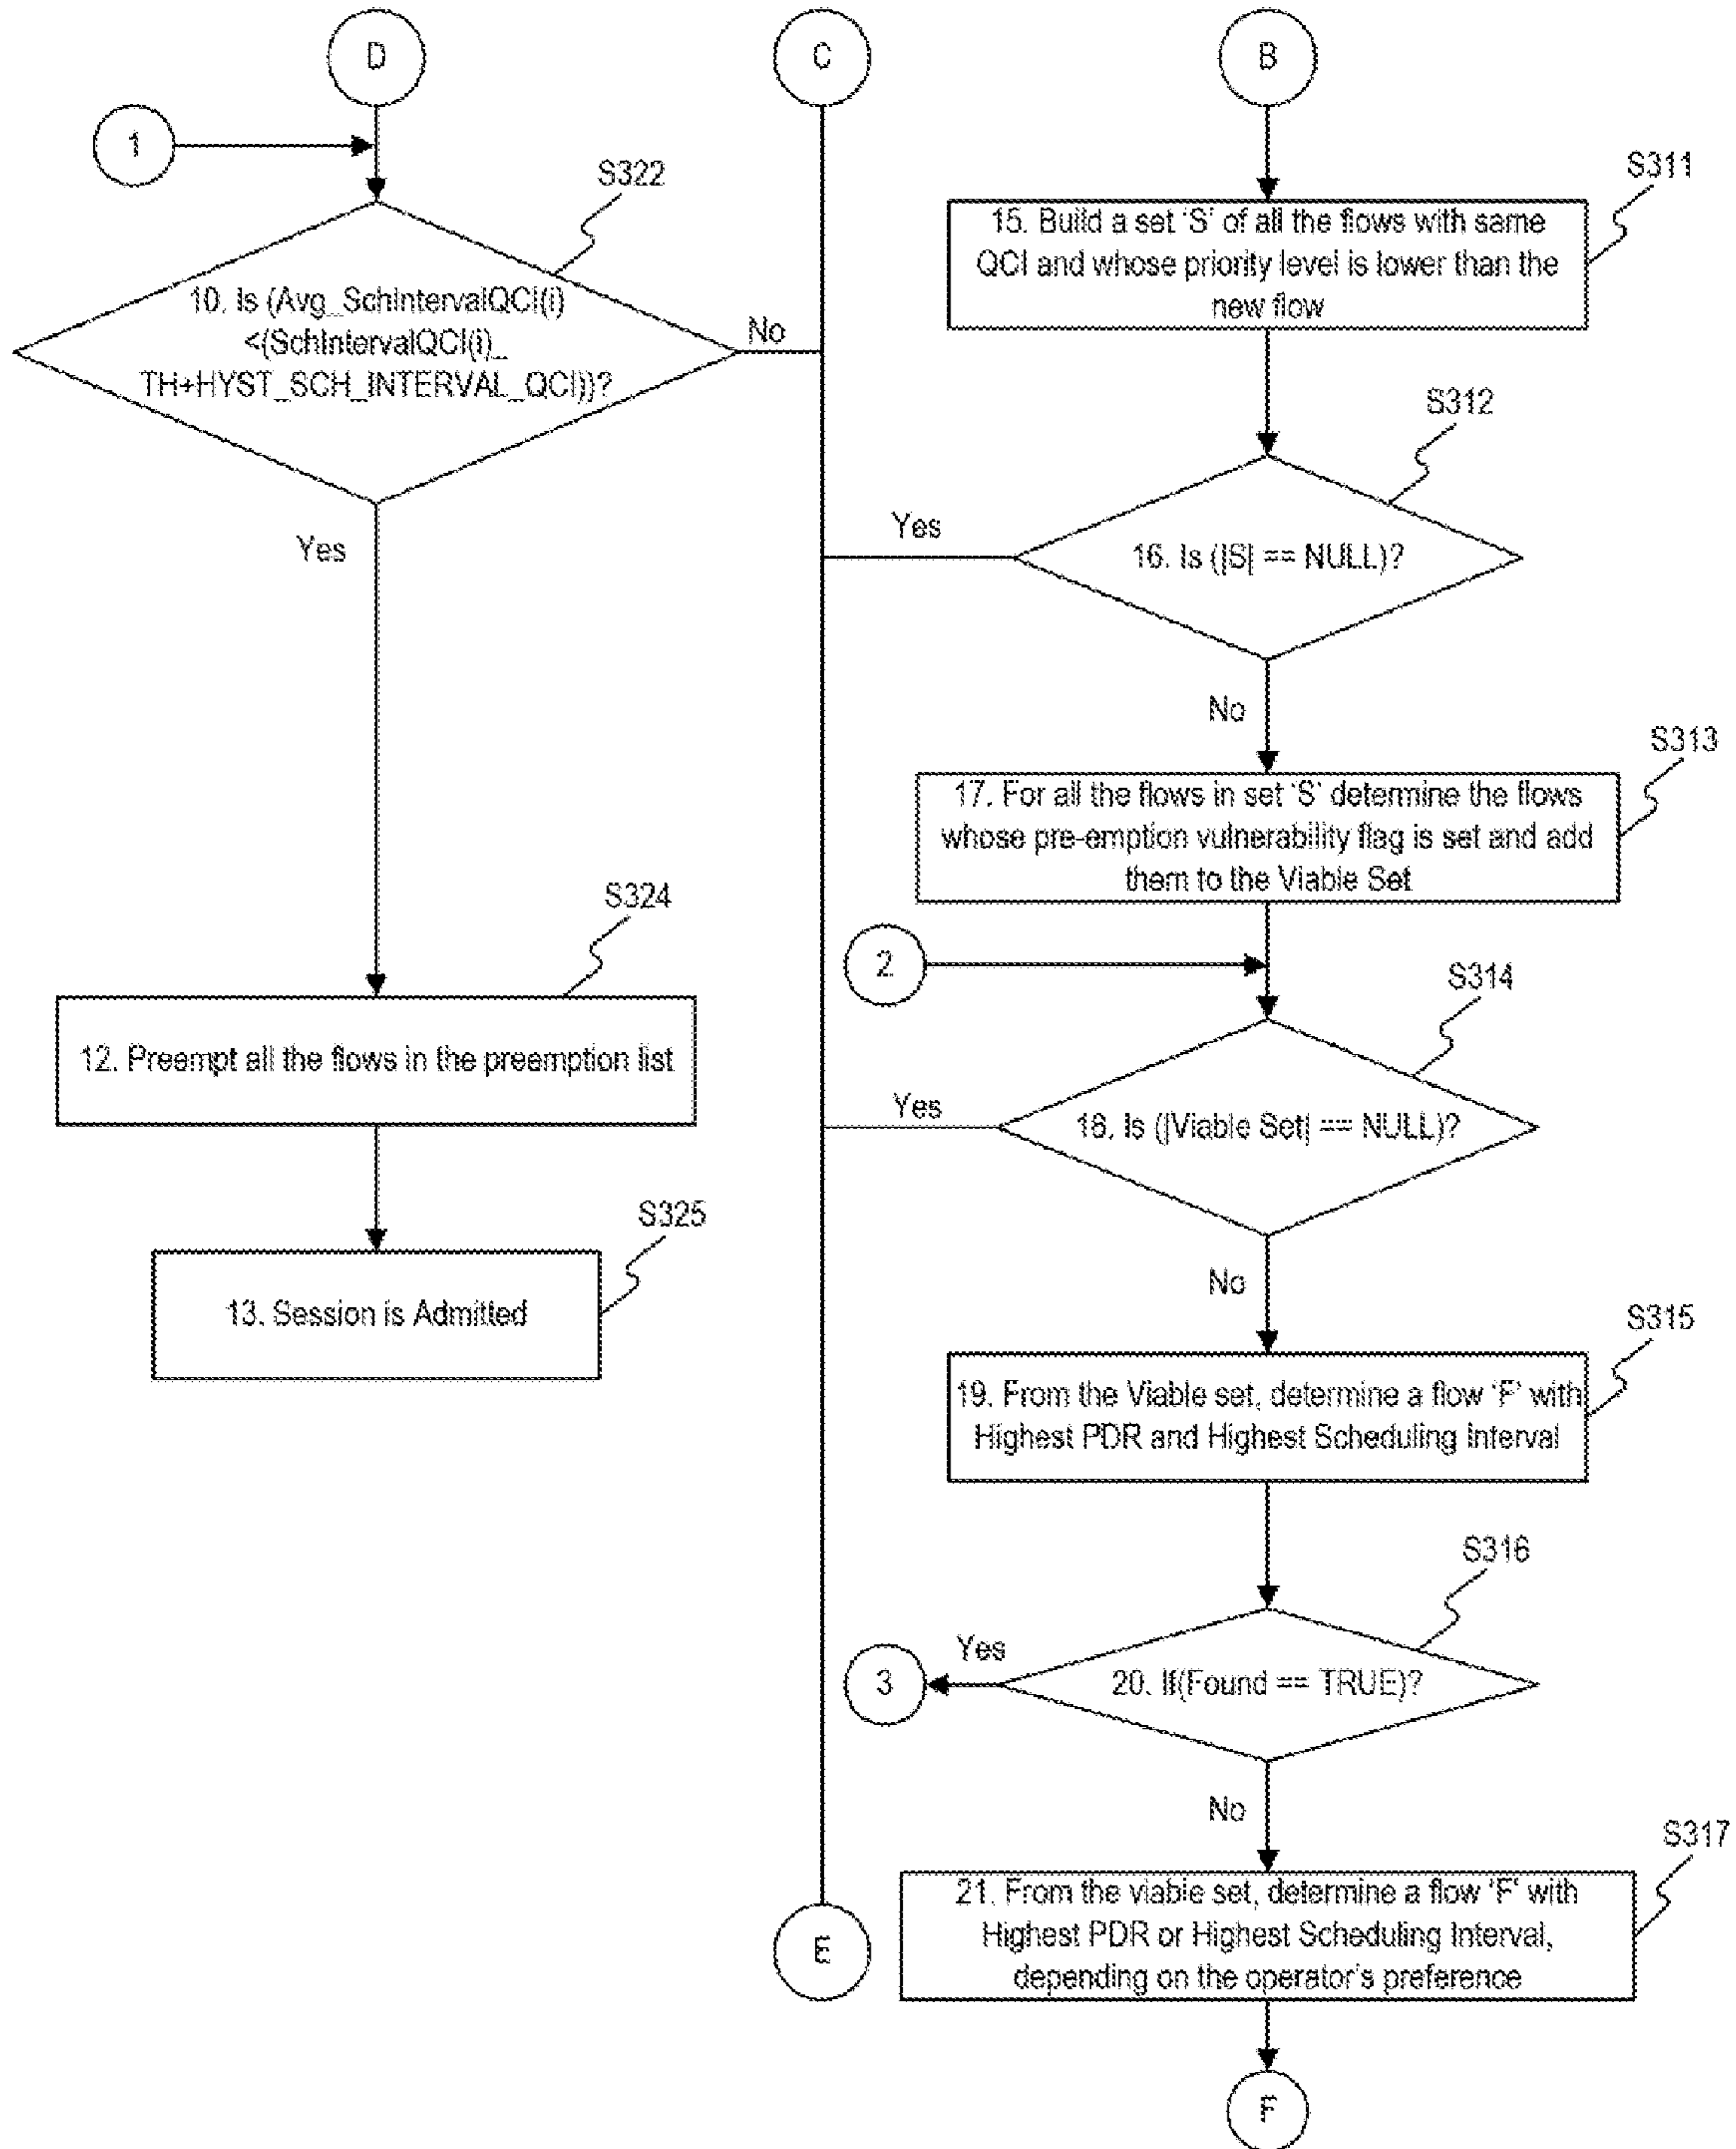 D
C
B
1
S322
S311
15. Build a set 'S' of all the flows with same
QCI and whose priority level is lower than the
new flow
10. Is (Avg_SchIntervalQCI(i)
<(SchIntervalQCI(i)_
TH+HYST_SCH_INTERVAL_QCI))?
No
Yes
S312
Yes
16. Is (|S| == NULL)?
No
S313
17. For all the flows in set 'S' determine the flows
whose pre-emption vulnerability flag is set and add
them to the Viable Set
S324
2
S314
12. Preempt all the flows in the preemption list
Yes
18. Is (|Viable Set| == NULL)?
S325
13. Session is Admitted
No
S315
19. From the Viable set, determine a flow 'F' with
Highest PDR and Highest Scheduling Interval
S316
Yes
3
20. If(Found == TRUE)?
No
S317
21. From the viable set, determine a flow 'F' with
Highest PDR or Highest Scheduling Interval,
depending on the operator's preference
E
F